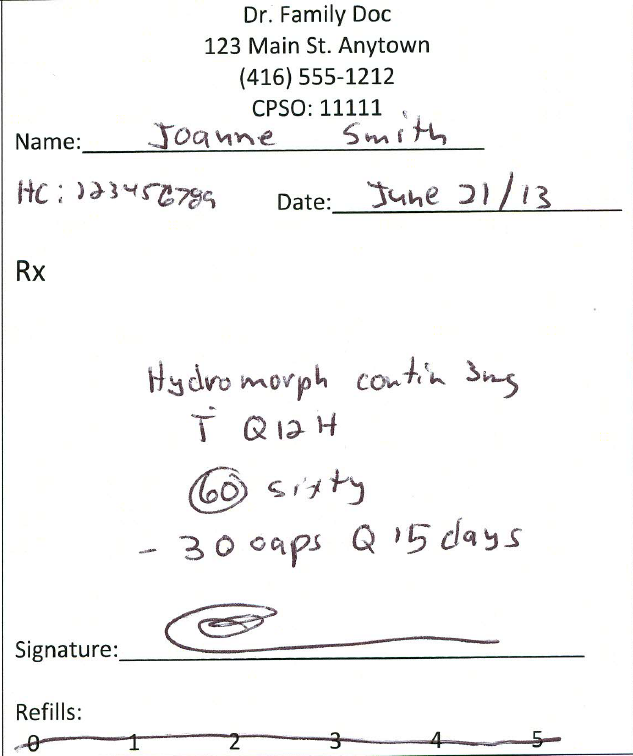 Dr. Family Doc
123 Main St. Anytown
(416) 555-1212
CPSO: 11111
Name: Joanne Smith
HC: 123456789 Date: June 21/13
Rx
Hydromorph contin 3mg
T Q12H
60 sixty
- 30 caps Q 15 days
Signature:
Refills:
0 1 2 3 4 5